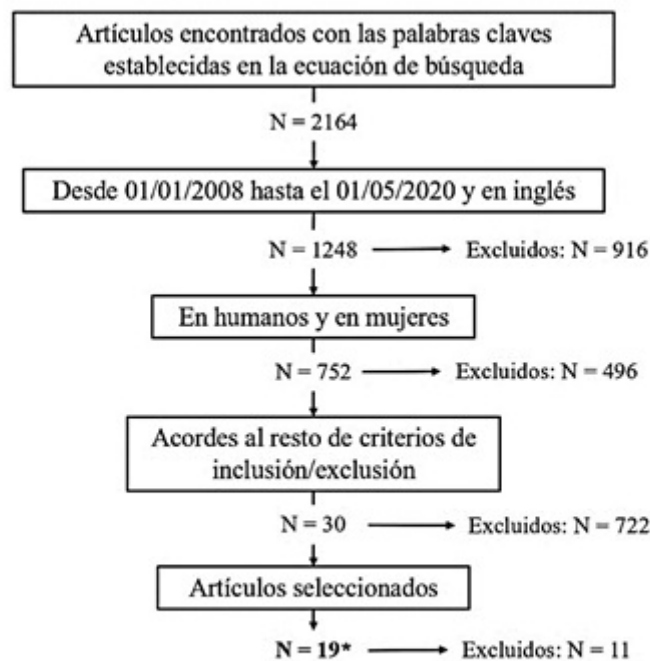 Artículos encontrados con las palabras claves
establecidas en la ecuación de búsqueda
N = 2164
Desde 01/01/2008 hasta el 01/05/2020 y en inglés
N = 1248 Excluidos: N = 916
En humanos y en mujeres
N = 752 Excluidos: N = 496
Acordes al resto de criterios de
inclusión/exclusión
N = 30 Excluidos: N = 722
Artículos seleccionados
N = 19* Excluidos: N = 11